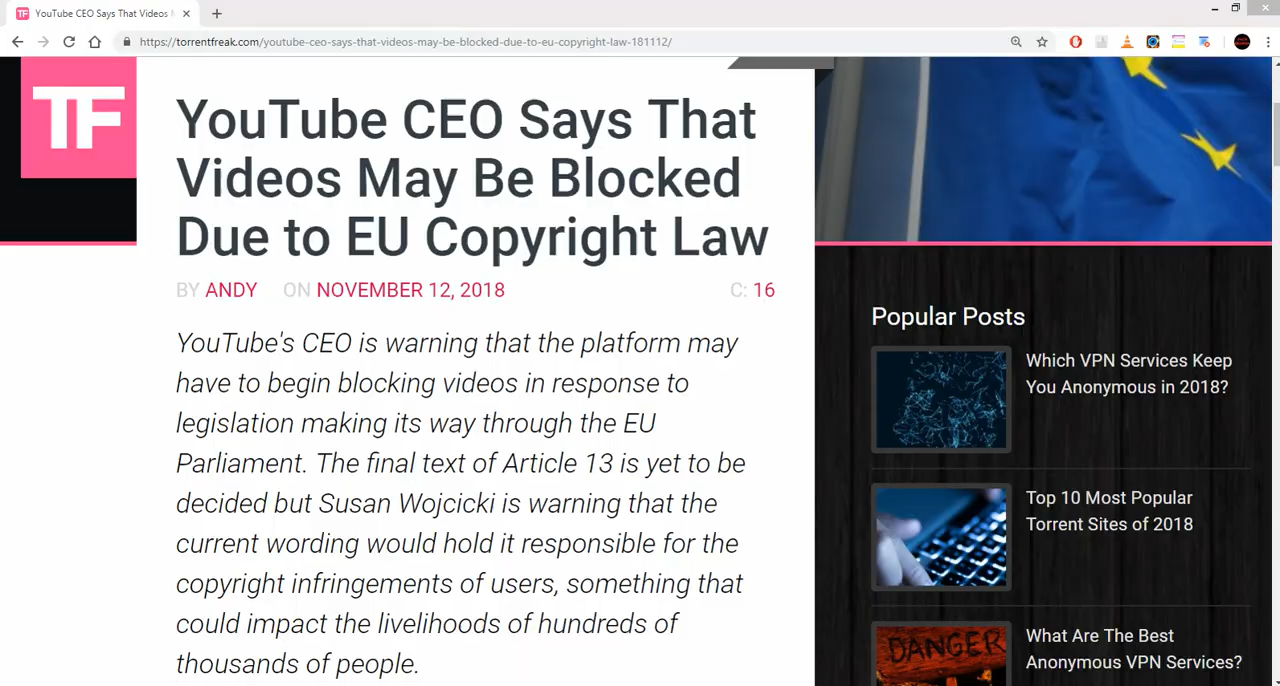 YouTube CEO Says That Videos
https://torrentfreak.com/youtube-ceo-says-that-videos-may-be-blocked-due-to-eu-copyright-law-181112/
TF
YouTube CEO Says That
Videos May Be Blocked
Due to EU Copyright Law
BY ANDY ON NOVEMBER 12, 2018 C: 16
YouTube's CEO is warning that the platform may
have to begin blocking videos in response to
legislation making its way through the EU
Parliament. The final text of Article 13 is yet to be
decided but Susan Wojcicki is warning that the
current wording would hold it responsible for the
copyright infringements of users, something that
could impact the livelihoods of hundreds of
thousands of people.
Popular Posts
Which VPN Services Keep
You Anonymous in 2018?
Top 10 Most Popular
Torrent Sites of 2018
DANGER
What Are The Best
Anonymous VPN Services?